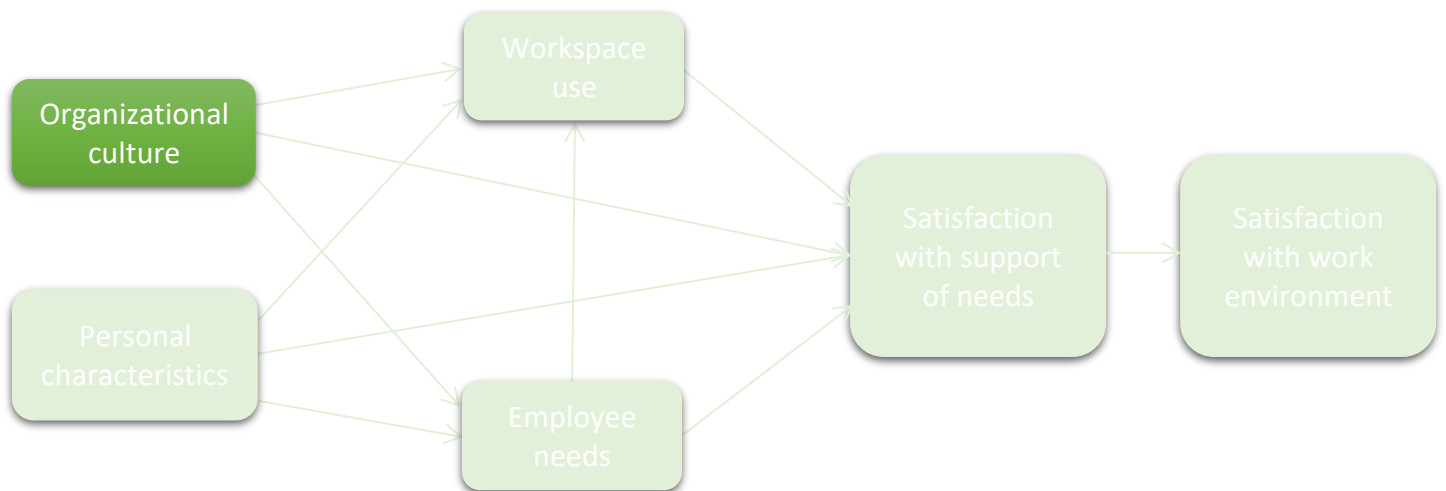 Workspace
use
Organizational
culture
Satisfaction
with support
of needs
Satisfaction
with work
environment
Personal
characteristics
Employee
needs